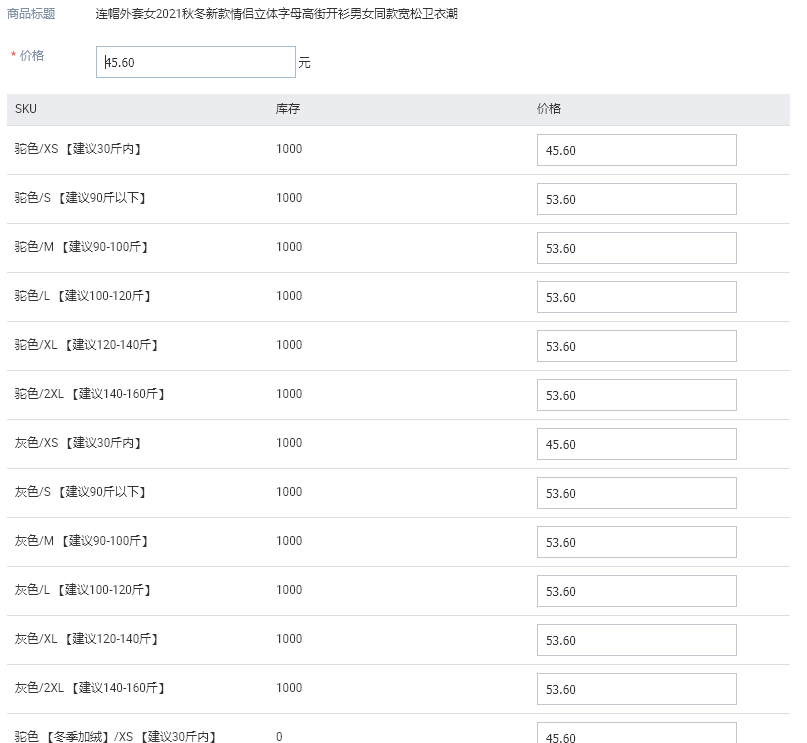 商品标题 连帽外套女2021秋冬新款情侣立体字母高街开衫男女同款宽松卫衣潮
* 价格 45.60 元
SKU 库存 价格
驼色/XS 【建议30斤内】 1000 45.60
驼色/S 【建议90斤以下】 1000 53.60
驼色/M 【建议90-100斤】 1000 53.60
驼色/L 【建议100-120斤】 1000 53.60
驼色/XL 【建议120-140斤】 1000 53.60
驼色/2XL 【建议140-160斤】 1000 53.60
灰色/XS 【建议30斤内】 1000 45.60
灰色/S 【建议90斤以下】 1000 53.60
灰色/M 【建议90-100斤】 1000 53.60
灰色/L 【建议100-120斤】 1000 53.60
灰色/XL 【建议120-140斤】 1000 53.60
灰色/2XL 【建议140-160斤】 1000 53.60
驼色 【冬季加绒】/XS 【建议30斤内】 0 45.60